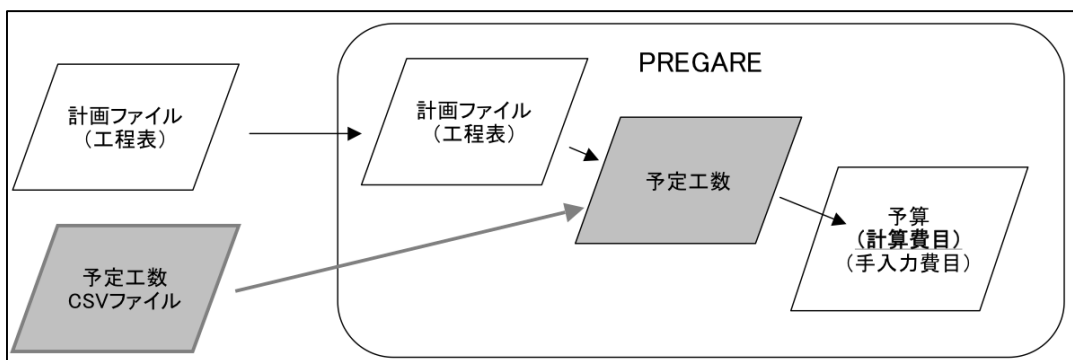 PREGARE
計画ファイル
(工程表)
計画ファイル
(工程表)
予定工数
予算
(計算費目)
(手入力費目)
予定工数
CSVファイル